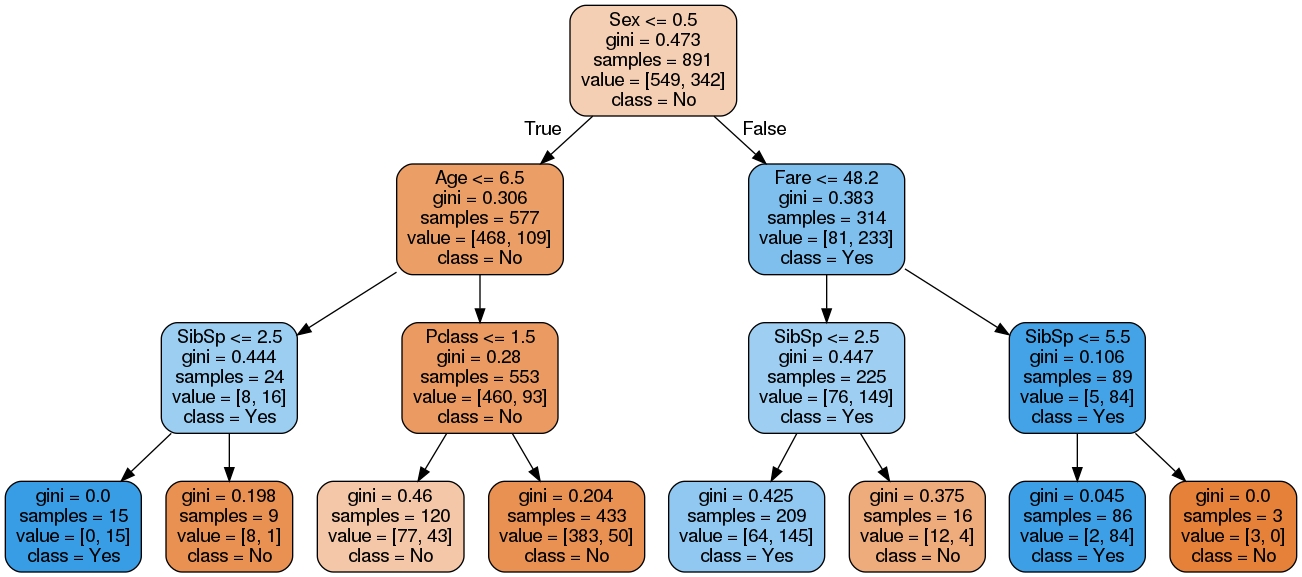 Sex <= 0.5
gini = 0.473
samples = 891
value = [549, 342]
class = No
True
False
Age <= 6.5
gini = 0.306
samples = 577
value = [468, 109]
class = No
Fare <= 48.2
gini = 0.383
samples = 314
value = [81, 233]
class = Yes
SibSp <= 2.5
gini = 0.444
samples = 24
value = [8, 16]
class = Yes
Pclass <= 1.5
gini = 0.28
samples = 553
value = [460, 93]
class = No
SibSp <= 2.5
gini = 0.447
samples = 225
value = [76, 149]
class = Yes
SibSp <= 5.5
gini = 0.106
samples = 89
value = [5, 84]
class = Yes
gini = 0.0
samples = 15
value = [0, 15]
class = Yes
gini = 0.198
samples = 9
value = [8, 1]
class = No
gini = 0.46
samples = 120
value = [77, 43]
class = No
gini = 0.204
samples = 433
value = [383, 50]
class = No
gini = 0.425
samples = 209
value = [64, 145]
class = Yes
gini = 0.375
samples = 16
value = [12, 4]
class = No
gini = 0.045
samples = 86
value = [2, 84]
class = Yes
gini = 0.0
samples = 3
value = [3, 0]
class = No